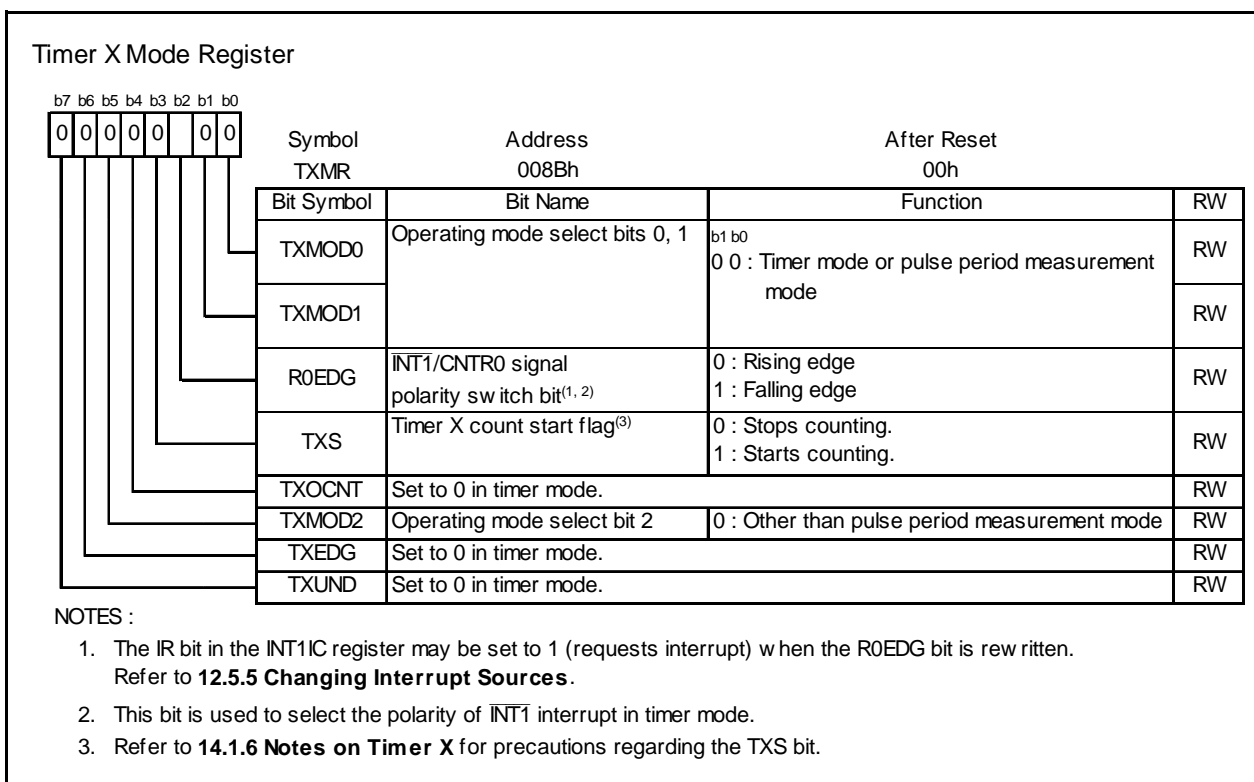 Timer X Mode Register
b7 b6 b5 b4 b3 b2 b1 b0
0 0 0 0 0 0 0
Symbol Address After Reset
TXMR 008Bh 00h
Bit Symbol Bit Name Function RW
TXMOD0 Operating mode select bits 0, 1 b1 b0 RW
0 0 : Timer mode or pulse period measurement
mode
TXMOD1 RW
R0EDG INT1/CNTR0 signal 0 : Rising edge RW
polarity switch bit(1, 2) 1 : Falling edge
TXS Timer X count start flag(3) 0 : Stops counting. RW
1 : Starts counting.
TXOCNT Set to 0 in timer mode. RW
TXMOD2 Operating mode select bit 2 0 : Other than pulse period measurement mode RW
TXEDG Set to 0 in timer mode. RW
TXUND Set to 0 in timer mode. RW
NOTES :
1. The IR bit in the INT1IC register may be set to 1 (requests interrupt) when the R0EDG bit is rewritten.
Refer to 12.5.5 Changing Interrupt Sources.
2. This bit is used to select the polarity of INT1 interrupt in timer mode.
3. Refer to 14.1.6 Notes on Timer X for precautions regarding the TXS bit.